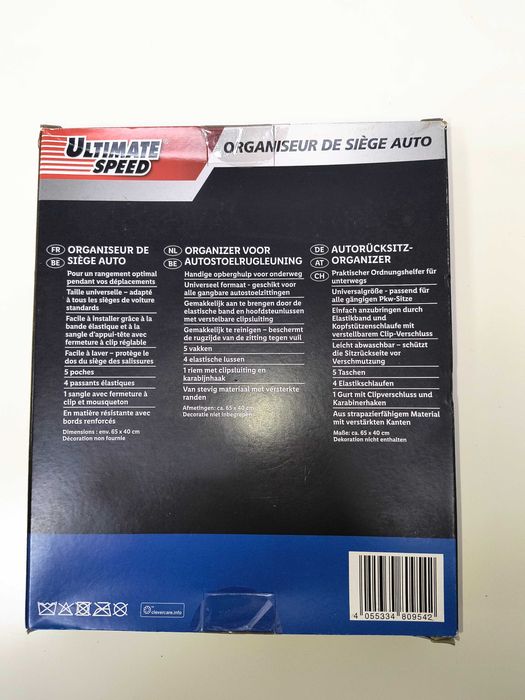 ULTIMATE
SPEED
ORGANISEUR DE SIÈGE AUTO
FR BE ORGANISEUR DE
SIÈGE AUTO
Pour un rangement optimal
pendant vos déplacements
Taille universelle – adapté
à tous les sièges de voiture
standards
Facile à installer grâce à la
bande élastique et à la
sangle d'appui-tête avec
fermeture à clip réglable
Facile à laver – protège le
dos du siège des salissures
5 poches
4 passants élastiques
1 sangle avec fermeture à
clip et mousqueton
En matière résistante avec
bords renforcés
Dimensions : env. 65 x 40 cm
Décoration non fournie
NL BE ORGANIZER VOOR
AUTOSTOELRUGLEUNING
Handige opberghulp voor onderweg
Universeel formaat - geschikt voor
alle gangbare autostoelzittingen
Gemakkelijk aan te brengen door de
elastische band en hoofdsteunlussen
met verstelbare clipsluiting
Gemakkelijk te reinigen – beschermt
de rugzijde van de zitting tegen vuil
5 vakken
4 elastische lussen
1 riem met clipsluiting en
karabijnhaak
Van stevig materiaal met versterkte
randen
Afmetingen: ca. 65 x 40 cm
Decoratie niet inbegrepen
DE AT CH AUTORÜCKSITZ-
ORGANIZER
Praktischer Ordnungshelfer für
unterwegs
Universalgröße - passend für
alle gängigen Pkw-Sitze
Einfach anzubringen durch
Elastikband und
Kopfstützenschlaufe mit
verstellbarem Clip-Verschluss
Leicht abwaschbar – schützt
die Sitzrückseite vor
Verschmutzung
5 Taschen
4 Elastikschlaufen
1 Gurt mit Clipverschluss und
Karabinerhaken
Aus strapazierfähigem Material
mit verstärkten Kanten
Maße: ca. 65 x 40 cm
Dekoration nicht enthalten
clevercare.info
4 055334 809542